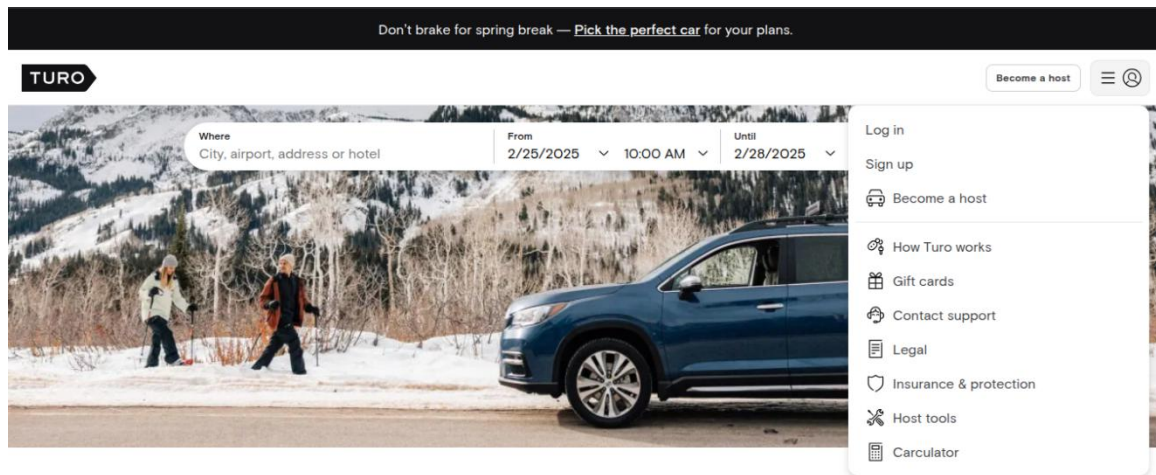 Don't brake for spring break — Pick the perfect car for your plans.
TURO
Become a host
Where
City, airport, address or hotel
From
2/25/2025 10:00 AM
Until
2/28/2025
Log in
Sign up
Become a host
How Turo works
Gift cards
Contact support
Legal
Insurance & protection
Host tools
Carculator